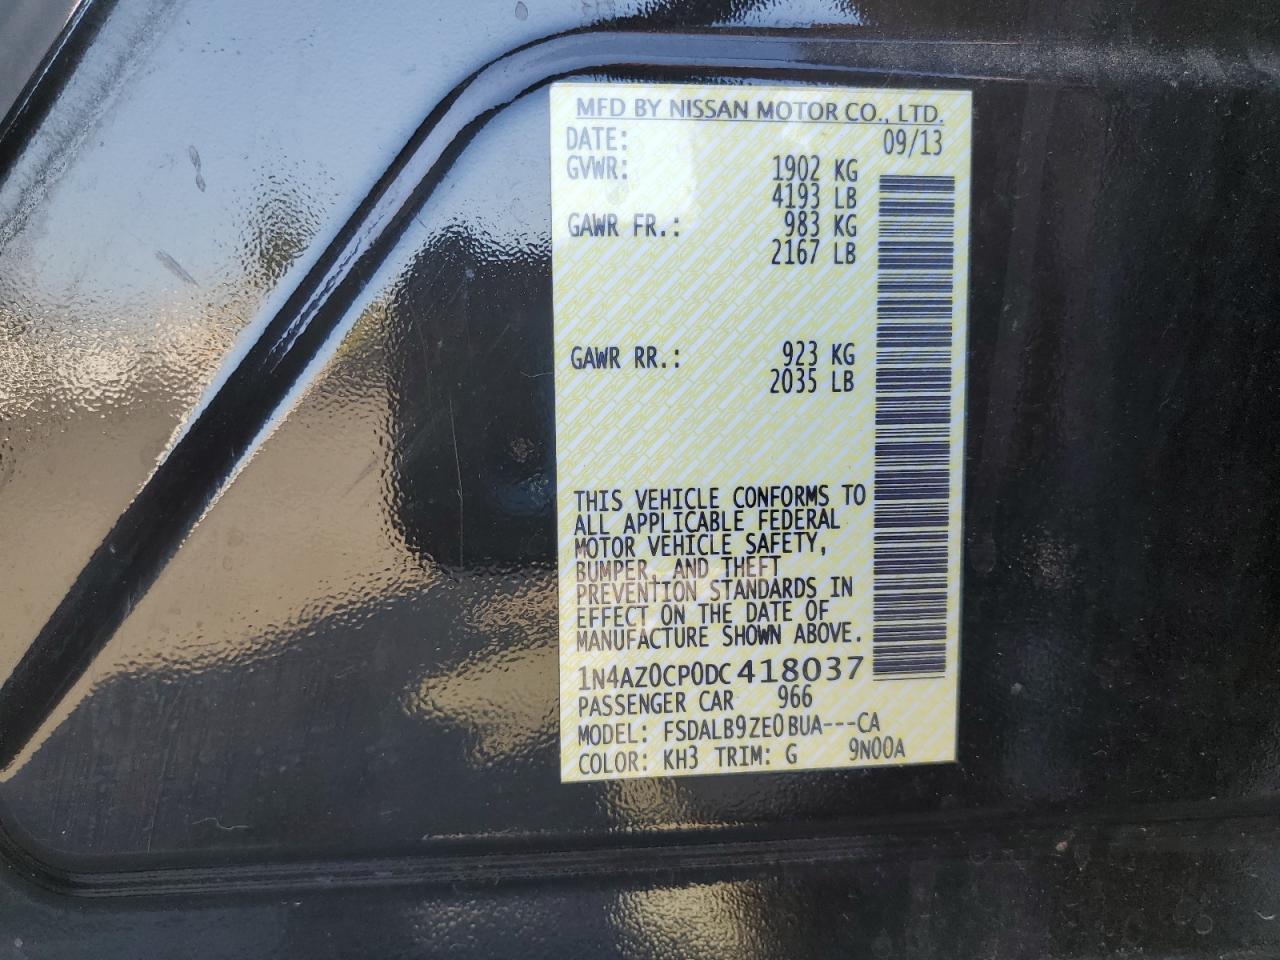 MFD BY NISSAN MOTOR CO., LTD.
DATE: 09/13
GVWR: 1902 KG
4193 LB
GAWR FR.: 983 KG
2167 LB
GAWR RR.: 923 KG
2035 LB
THIS VEHICLE CONFORMS TO
ALL APPLICABLE FEDERAL
MOTOR VEHICLE SAFETY,
BUMPER, AND THEFT
PREVENTION STANDARDS IN
EFFECT ON THE DATE OF
MANUFACTURE SHOWN ABOVE.
1N4AZ0CP0DC418037
PASSENGER CAR 966
MODEL: FSDALB9ZE0BUA---CA
COLOR: KH3 TRIM: G 9N00A